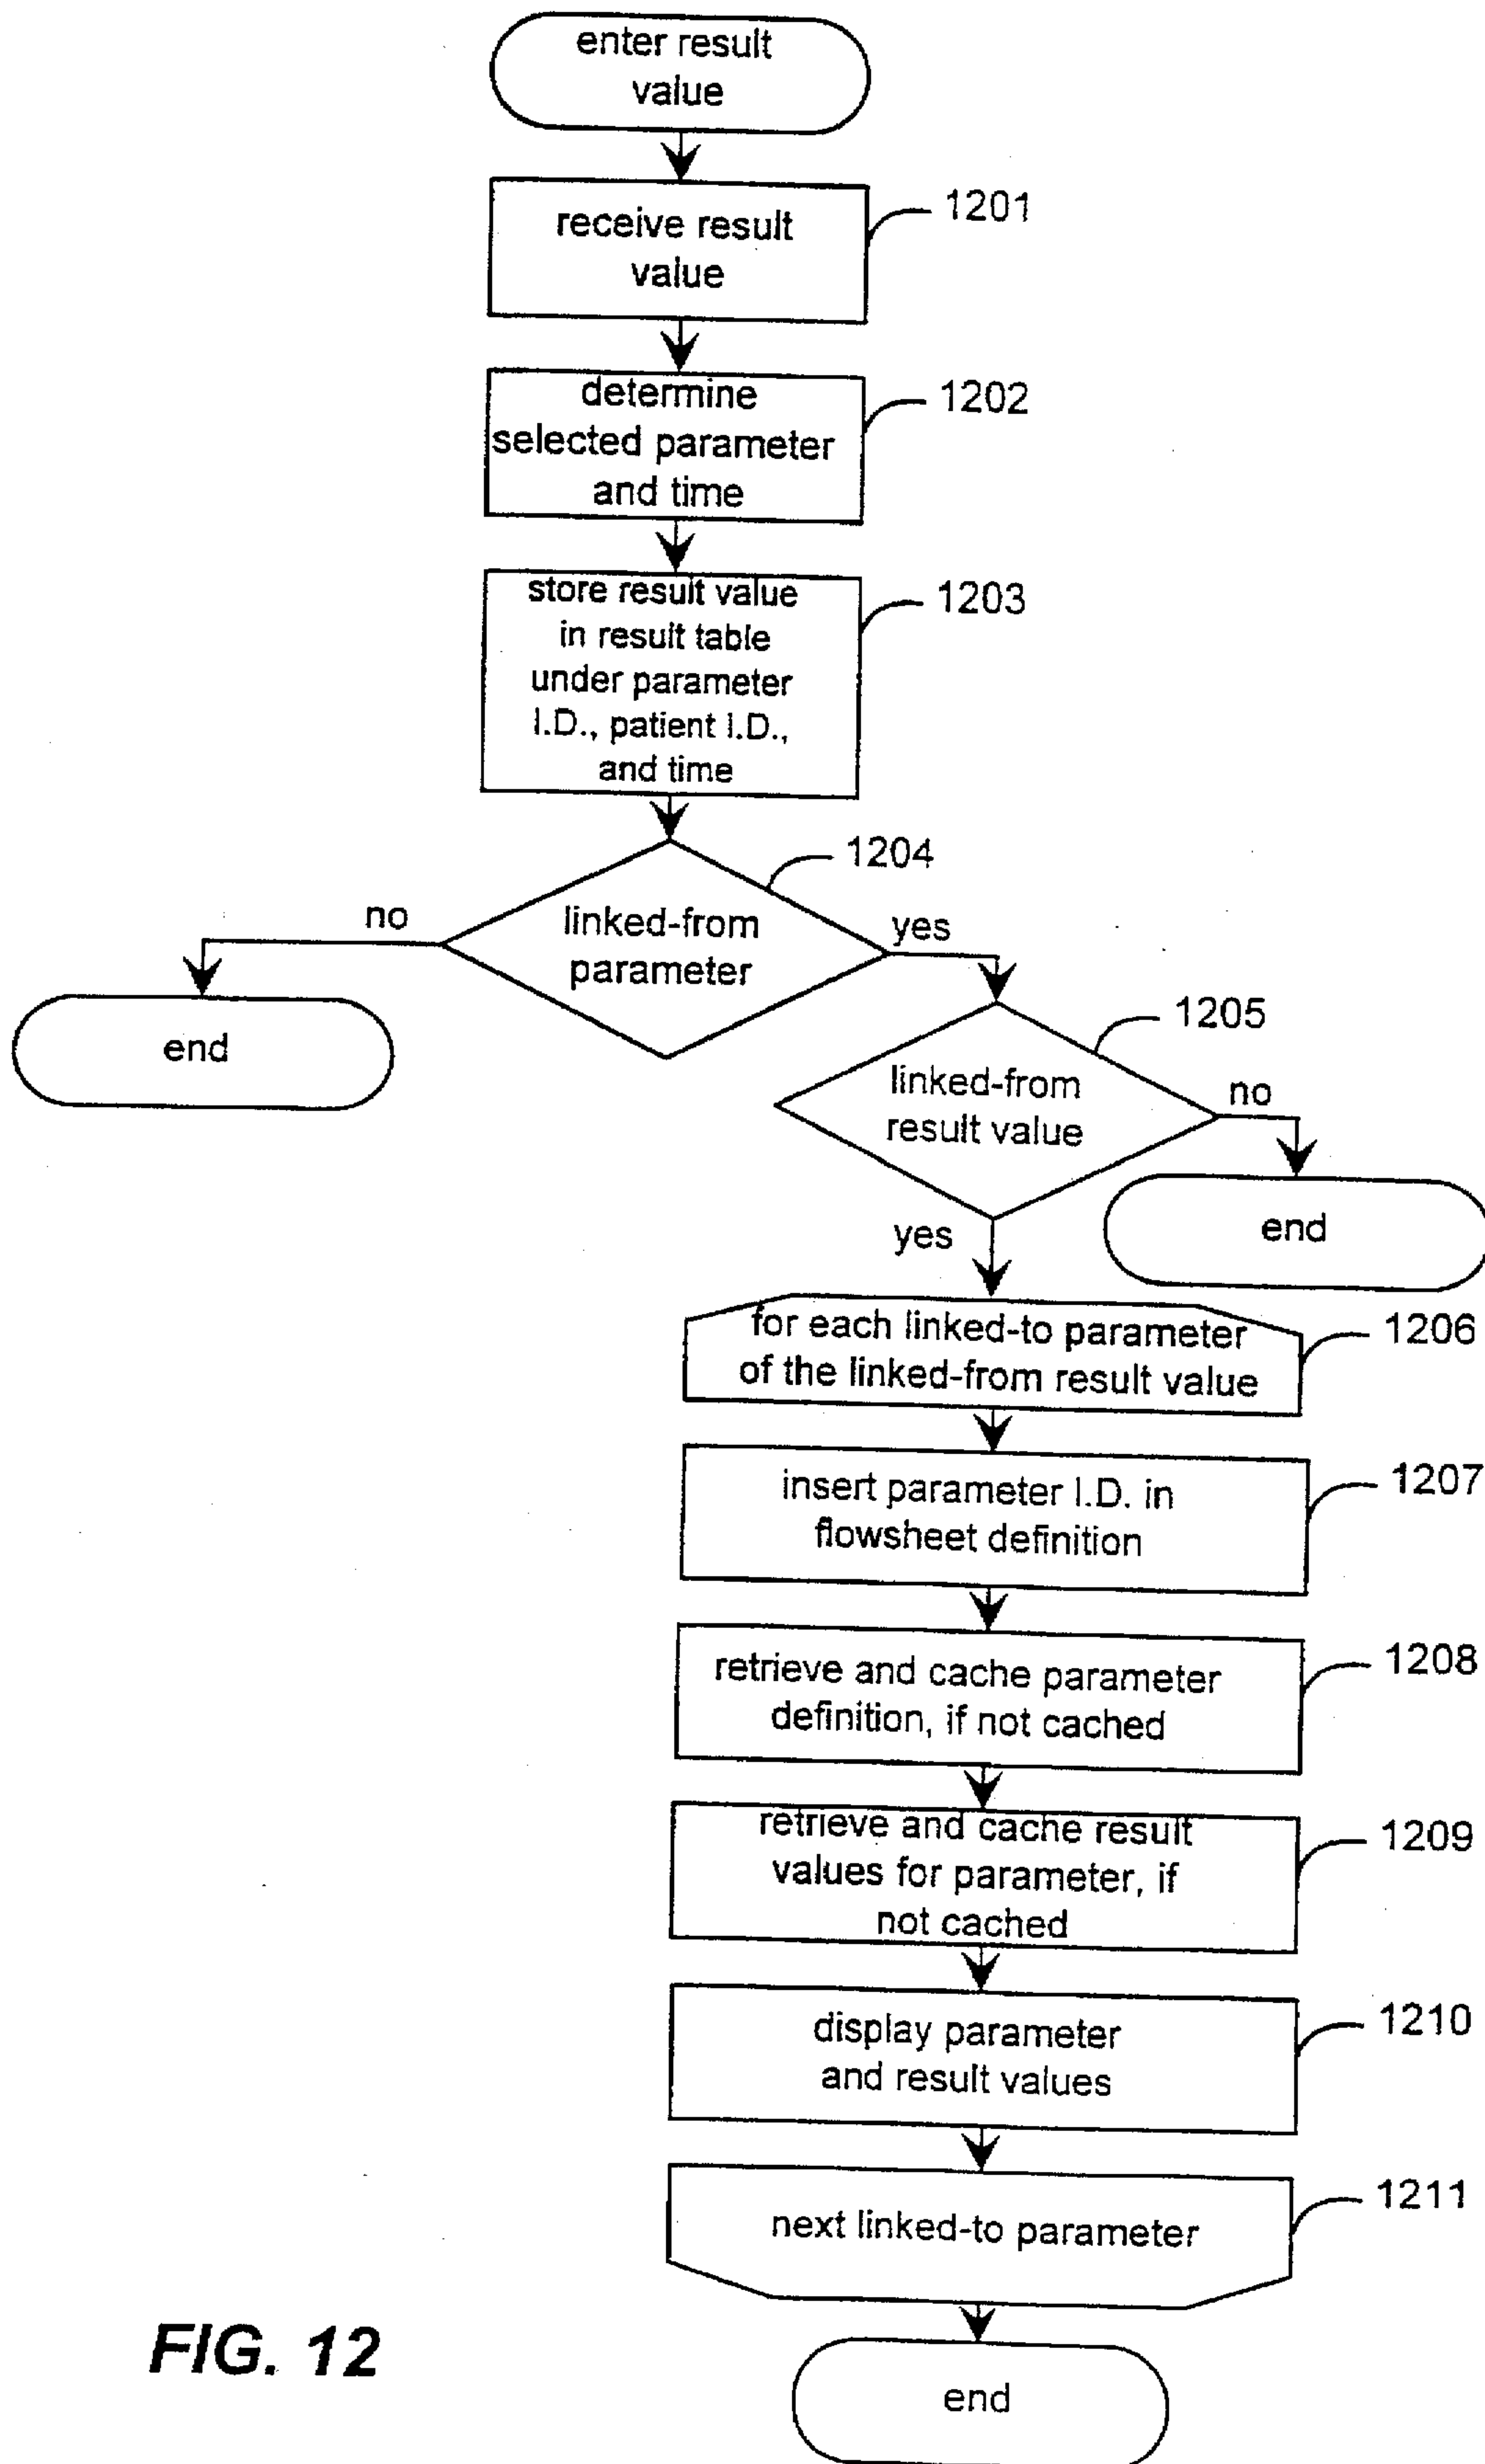 enter result
value
receive result
value
1201
determine
selected parameter
and time
1202
store result value
in result table
under parameter
I.D., patient I.D.,
and time
1203
1204
no
linked-from
parameter
yes
end
1205
linked-from
result value
no
yes
end
for each linked-to parameter
of the linked-from result value
1206
insert parameter I.D. in
flowsheet definition
1207
retrieve and cache parameter
definition, if not cached
1208
retrieve and cache result
values for parameter, if
not cached
1209
display parameter
and result values
1210
next linked-to parameter
1211
end
FIG. 12